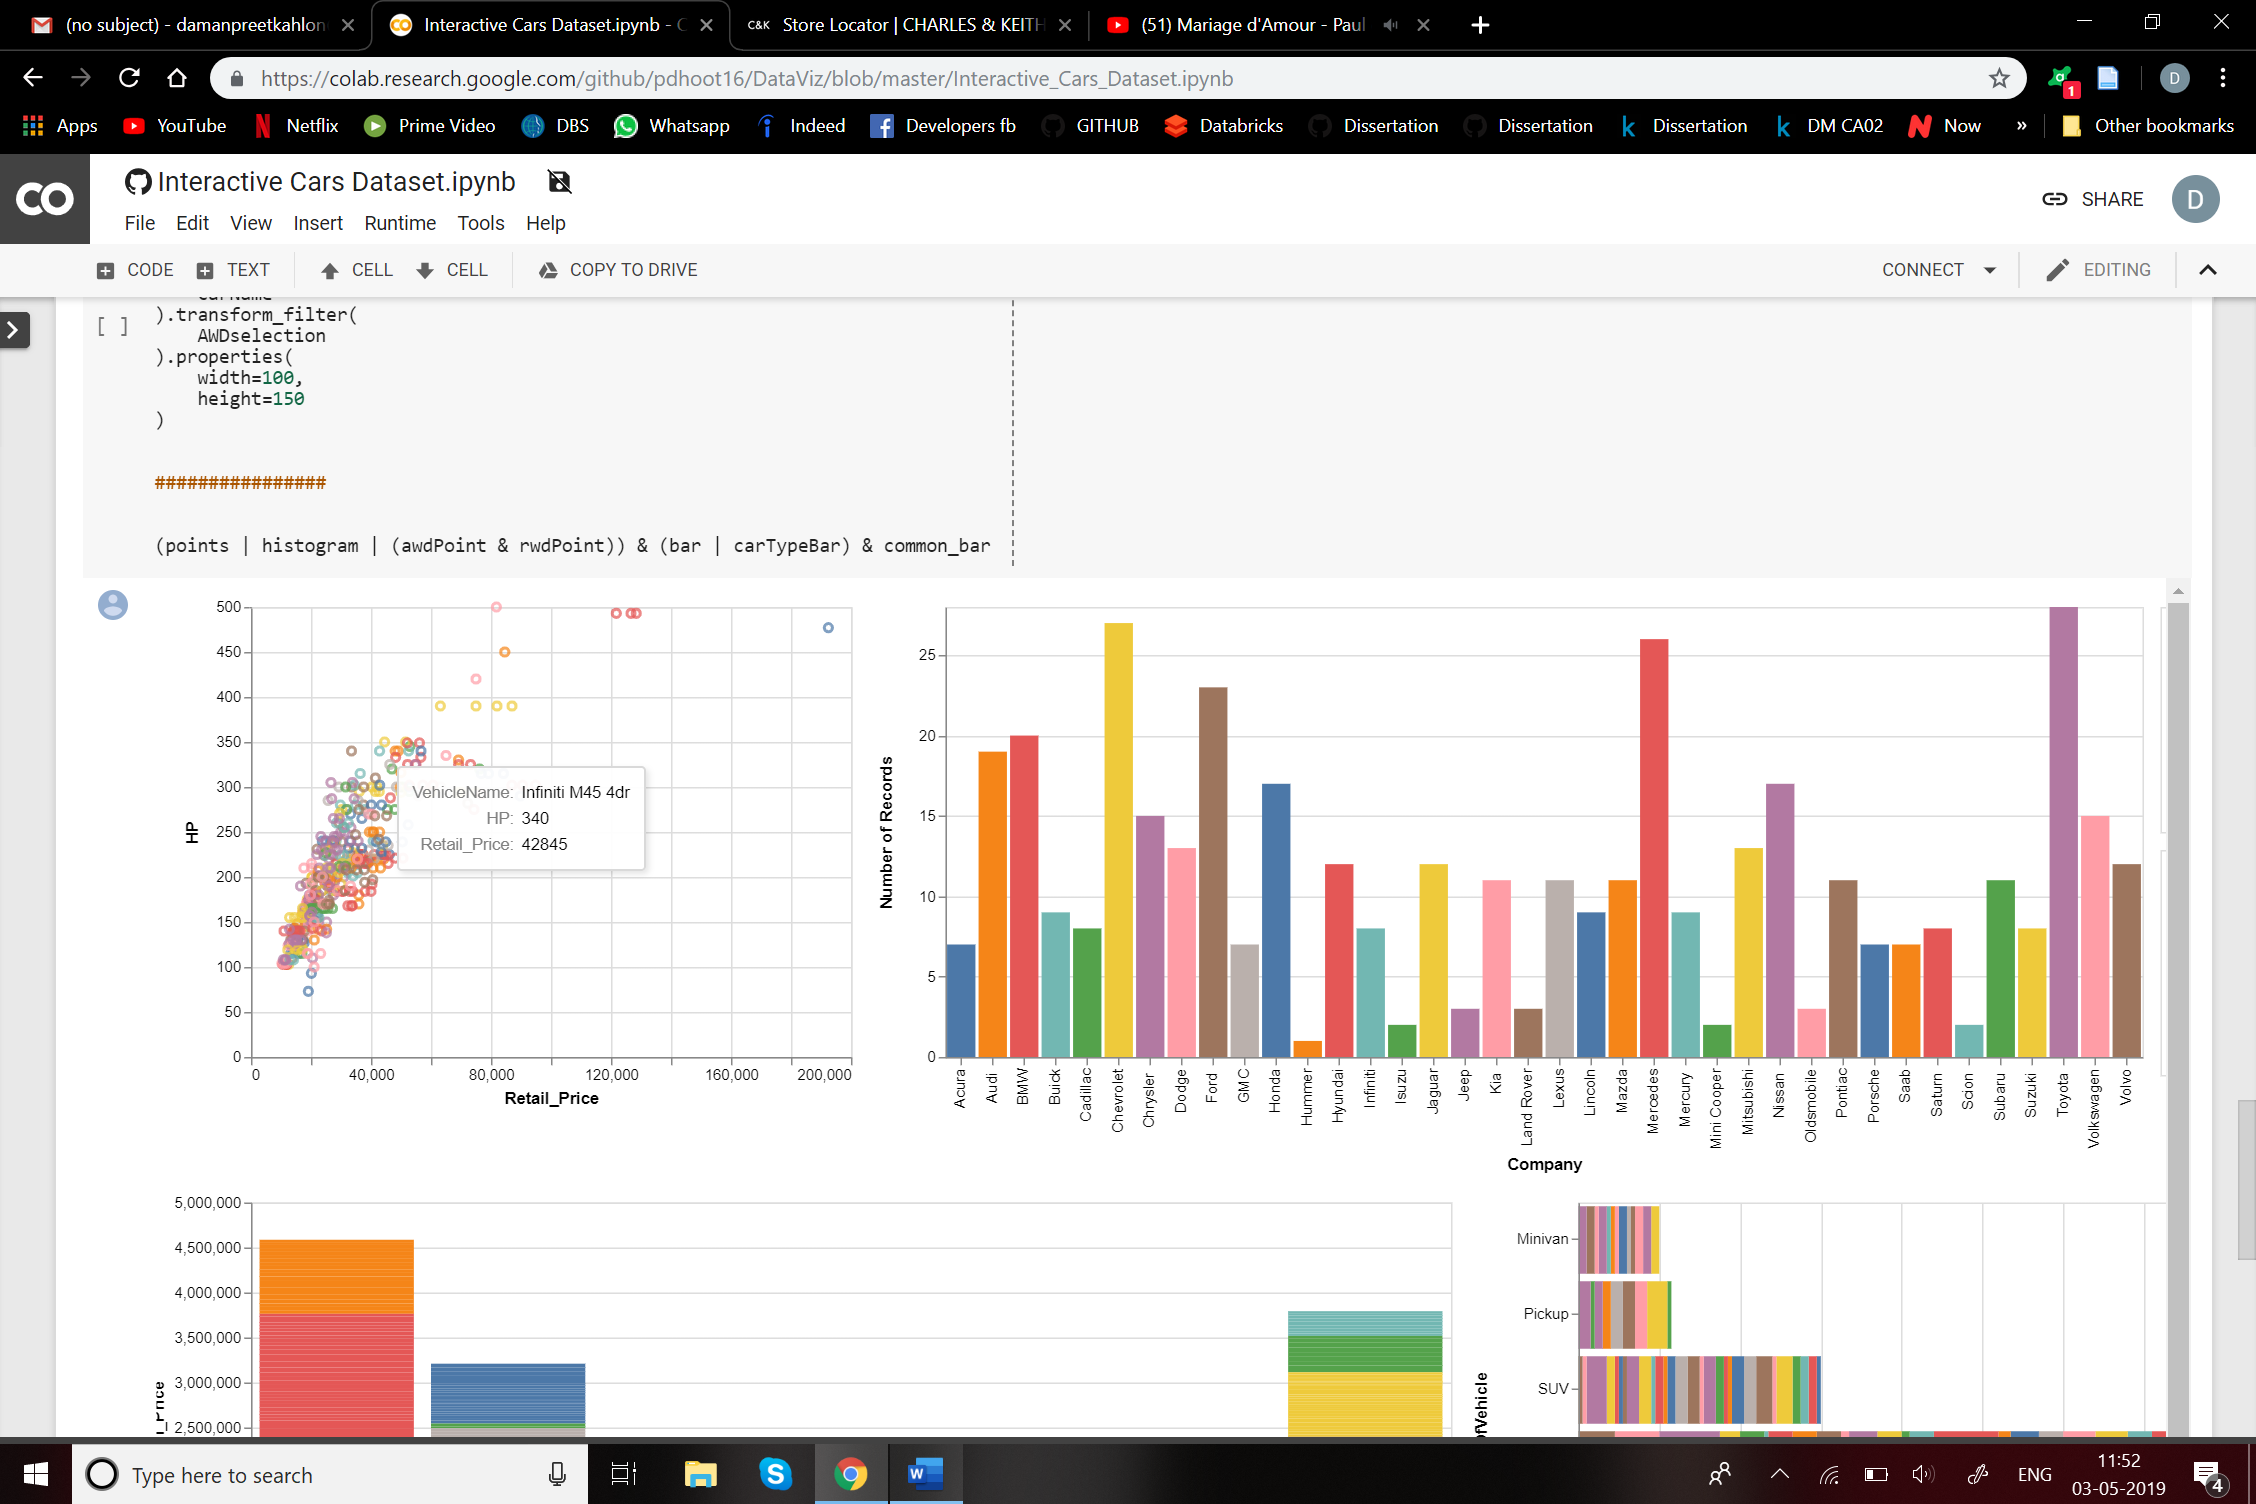 (no subject) - damanpreetkahlon
Interactive Cars Dataset.ipynb - C
C&K Store Locator | CHARLES & KEITH
(51) Mariage d'Amour - Paul
https://colab.research.google.com/github/pdhoot16/DataViz/blob/master/Interactive_Cars_Dataset.ipynb
1
D
Apps YouTube Netflix Prime Video DBS Whatsapp Indeed Developers fb GITHUB Databricks Dissertation Dissertation Dissertation DM CA02 Now » Other bookmarks
CO
Interactive Cars Dataset.ipynb
SHARE
D
File Edit View Insert Runtime Tools Help
CODE TEXT CELL CELL COPY TO DRIVE CONNECT EDITING
carName
[ ] ).transform_filter(
AWDselection
).properties(
width=100,
height=150
)
################
(points | histogram | (awdPoint & rwdPoint)) & (bar | carTypeBar) & common_bar
500
450
400
350
300
250
200
150
100
50
0
HP
VehicleName: Infiniti M45 4dr
HP: 340
Retail_Price: 42845
0 40,000 80,000 120,000 160,000 200,000
Retail_Price
25
20
15
10
5
0
Number of Records
Acura Audi BMW Buick Cadillac Chevrolet Chrysler Dodge Ford GMC Honda Hummer Hyundai Infiniti Isuzu Jaguar Jeep Kia Land Rover Lexus Lincoln Mazda Mercedes Mercury Mini Cooper Mitsubishi Nissan Oldsmobile Pontiac Porsche Saab Saturn Scion Subaru Suzuki Toyota Volkswagen Volvo
Company
5,000,000
4,500,000
4,000,000
3,500,000
3,000,000
2,500,000
_Price
Minivan
Pickup
SUV
ofVehicle
Type here to search
ENG
11:52
03-05-2019
4